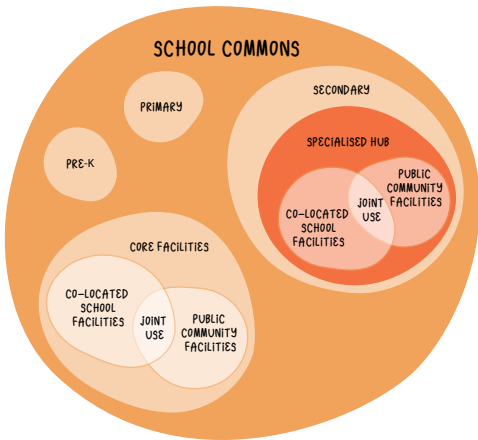 SCHOOL COMMONS
PRIMARY
PRE-K
SECONDARY
SPECIALISED HUB
CO-LOCATED
SCHOOL
FACILITIES
JOINT
USE
PUBLIC
COMMUNITY
FACILITIES
CORE FACILITIES
CO-LOCATED
SCHOOL
FACILITIES
JOINT
USE
PUBLIC
COMMUNITY
FACILITIES